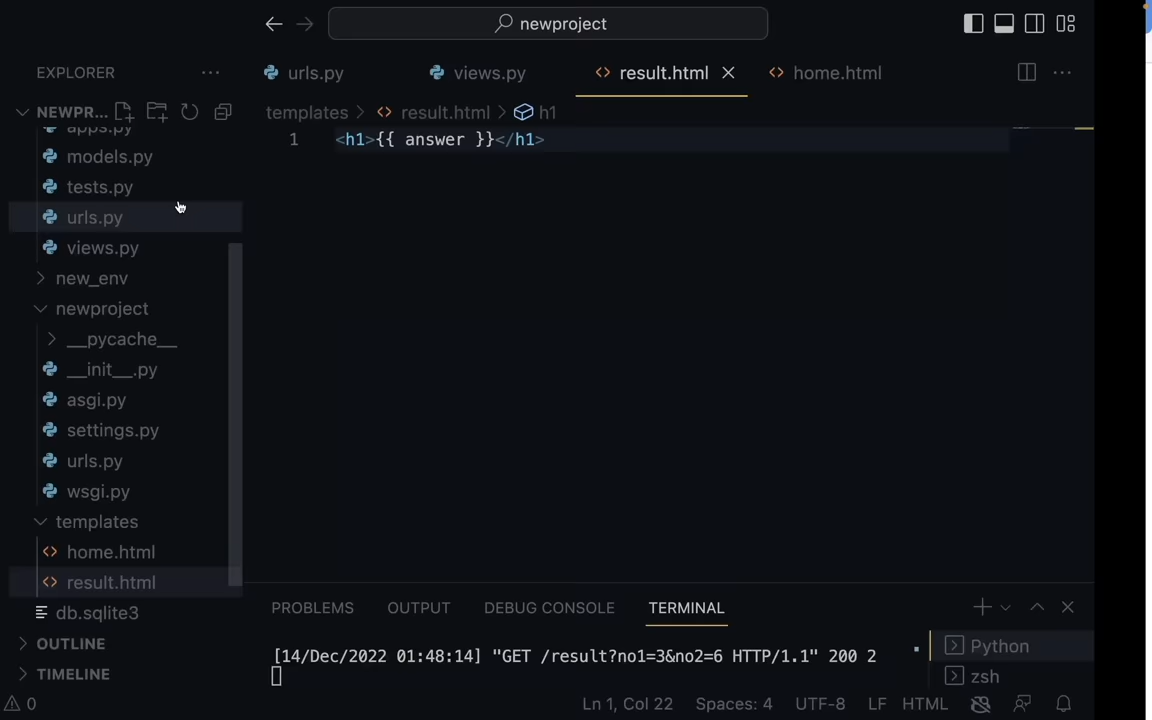 newproject
EXPLORER
urls.py
views.py
result.html
home.html
NEWPR...
templates > result.html > h1
apps.py
models.py
tests.py
urls.py
views.py
new_env
newproject
__pycache__
__init__.py
asgi.py
settings.py
urls.py
wsgi.py
templates
home.html
result.html
db.sqlite3
OUTLINE
TIMELINE
1 <h1>{{ answer }}</h1>
PROBLEMS OUTPUT DEBUG CONSOLE TERMINAL
[14/Dec/2022 01:48:14] "GET /result?no1=3&no2=6 HTTP/1.1" 200 2
Python
zsh
0 Ln 1, Col 22 Spaces: 4 UTF-8 LF HTML